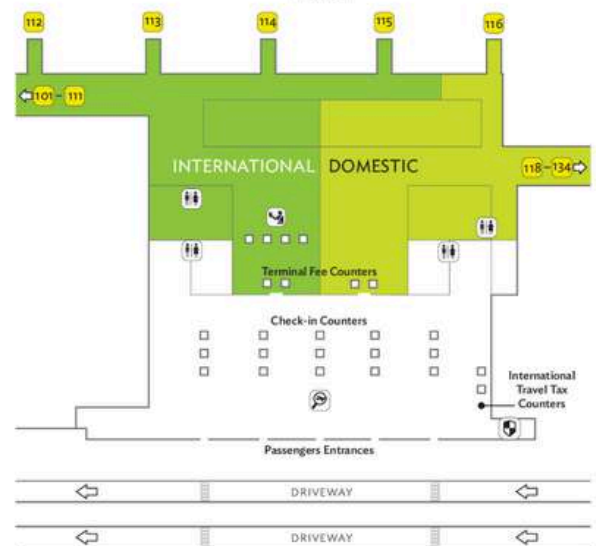 112 113 114 115 116
101 – 111
INTERNATIONAL DOMESTIC
118 – 134
Terminal Fee Counters
Check-in Counters
International
Travel Tax
Counters
Passengers Entrances
DRIVEWAY
DRIVEWAY